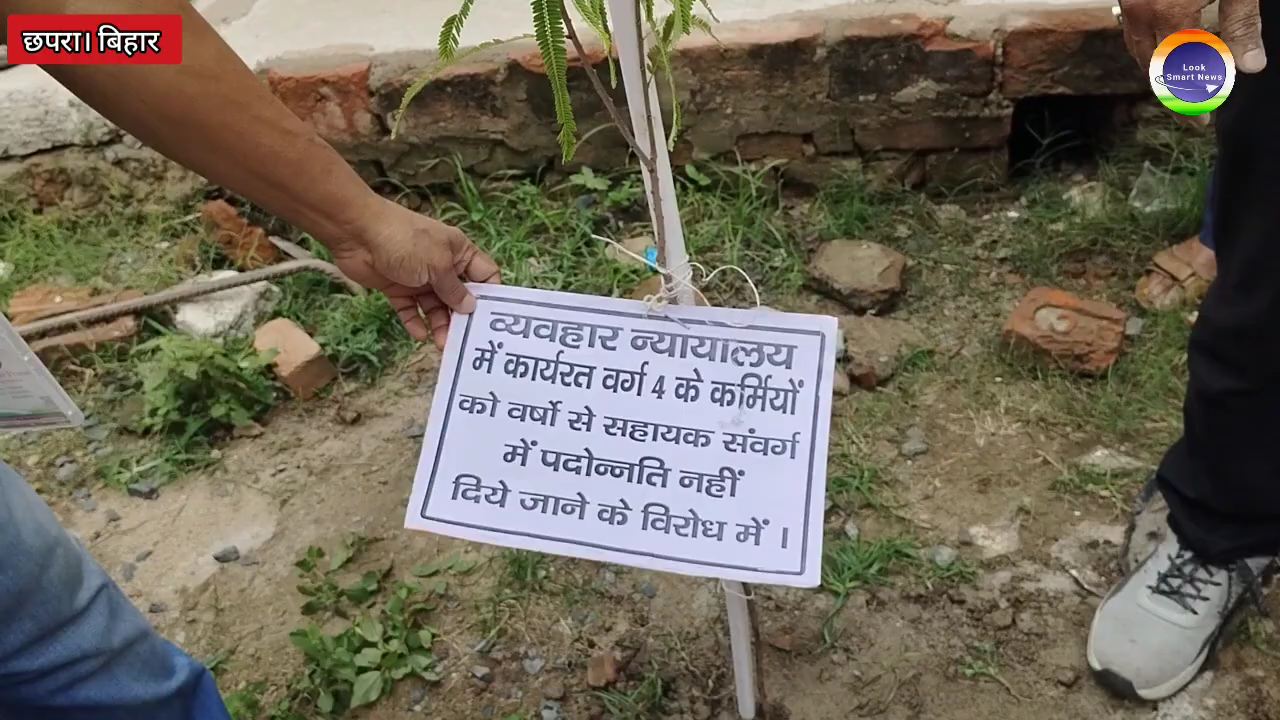 छपरा। बिहार
Look
Smart News
व्यवहार न्यायालय
में कार्यरत वर्ग 4 के कर्मियों
को वर्षो से सहायक संवर्ग
में पदोन्नति नहीं
दिये जाने के विरोध में ।